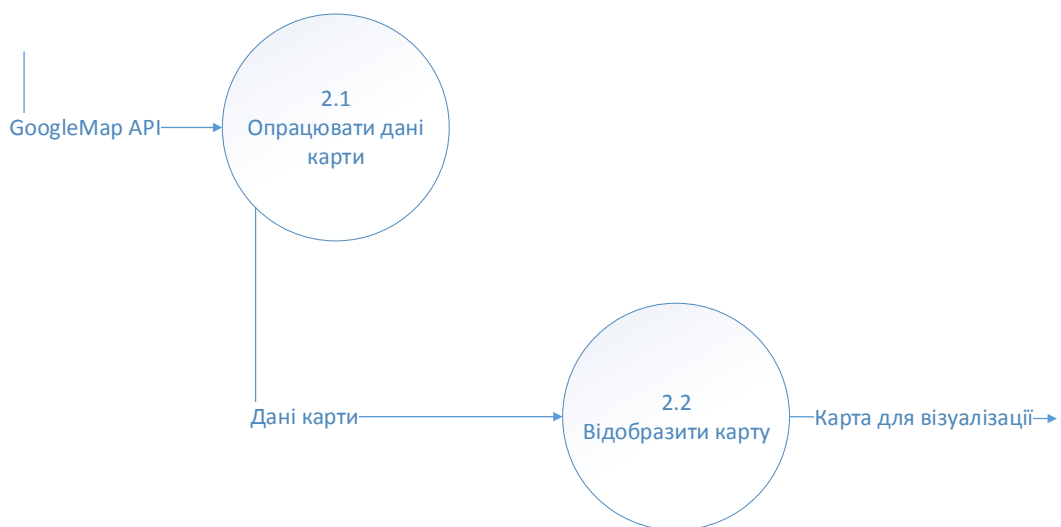 GoogleMap API
2.1
Опрацювати дані
карти
Дані карти
2.2
Відобразити карту
Карта для візуалізації